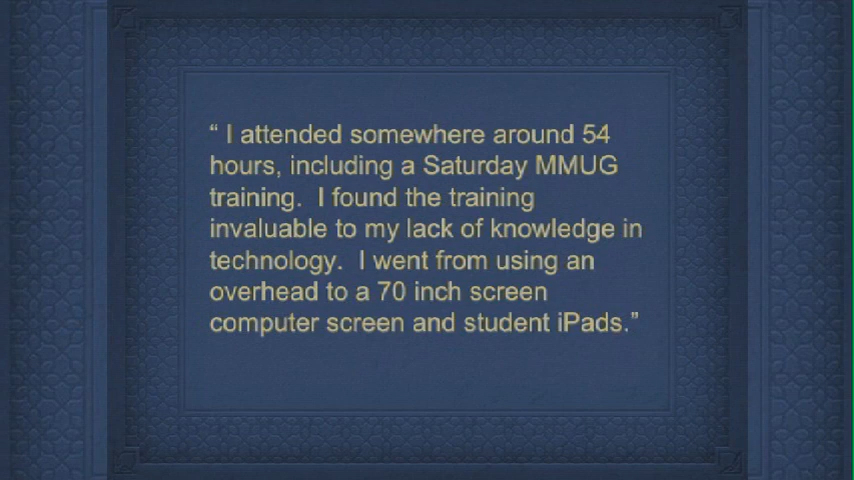 “ I attended somewhere around 54
hours, including a Saturday MMUG
training.  I found the training
invaluable to my lack of knowledge in
technology.  I went from using an
overhead to a 70 inch screen
computer screen and student iPads.”